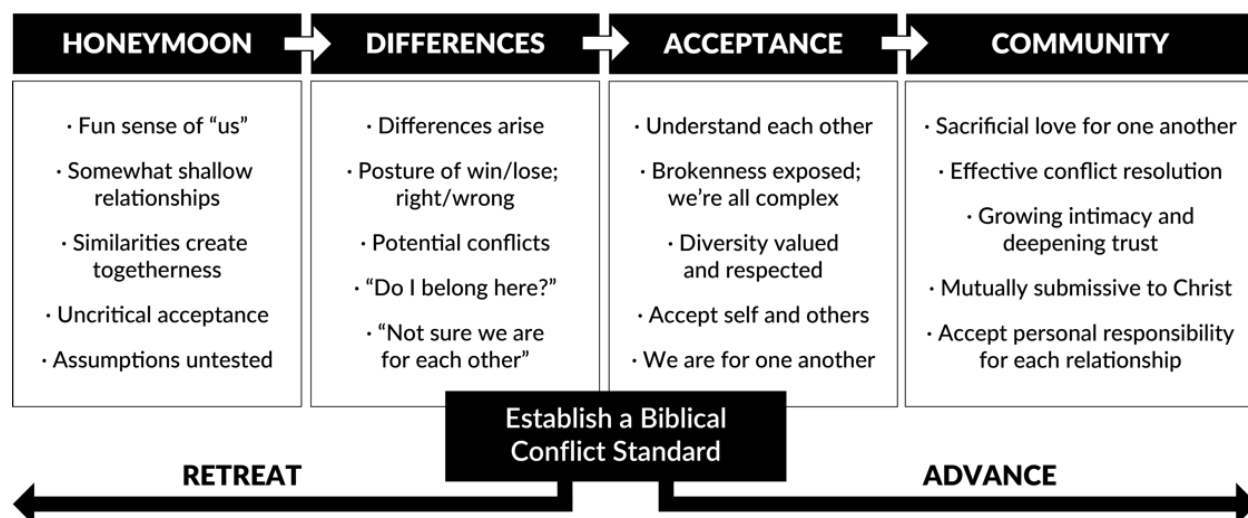 HONEYMOON
DIFFERENCES
ACCEPTANCE
COMMUNITY
· Fun sense of “us”
· Somewhat shallow
relationships
· Similarities create
togetherness
· Uncritical acceptance
· Assumptions untested
· Differences arise
· Posture of win/lose;
right/wrong
· Potential conflicts
· “Do I belong here?”
· “Not sure we are
for each other”
· Understand each other
· Brokenness exposed;
we’re all complex
· Diversity valued
and respected
· Accept self and others
· We are for one another
· Sacrificial love for one another
· Effective conflict resolution
· Growing intimacy and
deepening trust
· Mutually submissive to Christ
· Accept personal responsibility
for each relationship
Establish a Biblical
Conflict Standard
RETREAT
ADVANCE